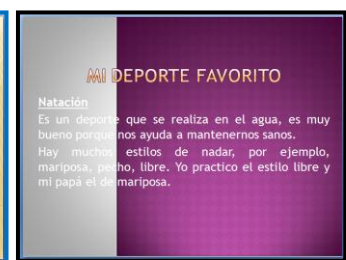 MI DEPORTE FAVORITO
Natación
Es un deporte que se realiza en el agua, es muy
bueno porque nos ayuda a mantenernos sanos.
Hay muchos estilos de nadar, por ejemplo,
mariposa, pecho, libre. Yo practico el estilo libre y
mi papá el de mariposa.